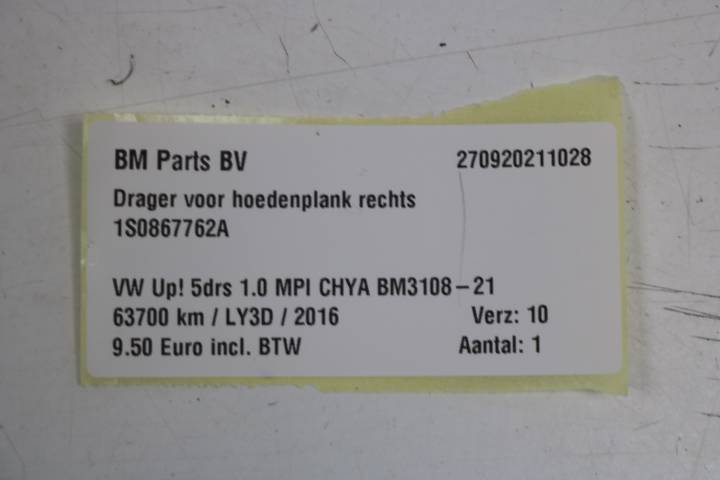 BM Parts BV 270920211028
Drager voor hoedenplank rechts
1S0867762A
VW Up! 5drs 1.0 MPI CHYA BM3108-21
63700 km / LY3D / 2016 Verz: 10
9.50 Euro incl. BTW Aantal: 1